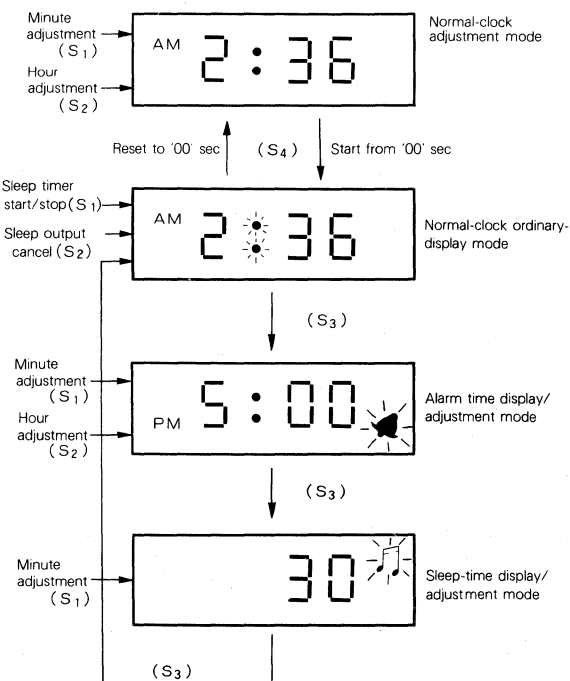 Minute
adjustment
(S1)
Hour
adjustment
(S2)
AM 2:36
Normal-clock
adjustment mode
Reset to '00' sec
(S4)
Start from '00' sec
Sleep timer
start/stop(S1)
Sleep output
cancel(S2)
AM 2:36
Normal-clock ordinary-
display mode
(S3)
Minute
adjustment
(S1)
Hour
adjustment
(S2)
PM 5:00
Alarm time display/
adjustment mode
(S3)
Minute
adjustment
(S1)
30
Sleep-time display/
adjustment mode
(S3)